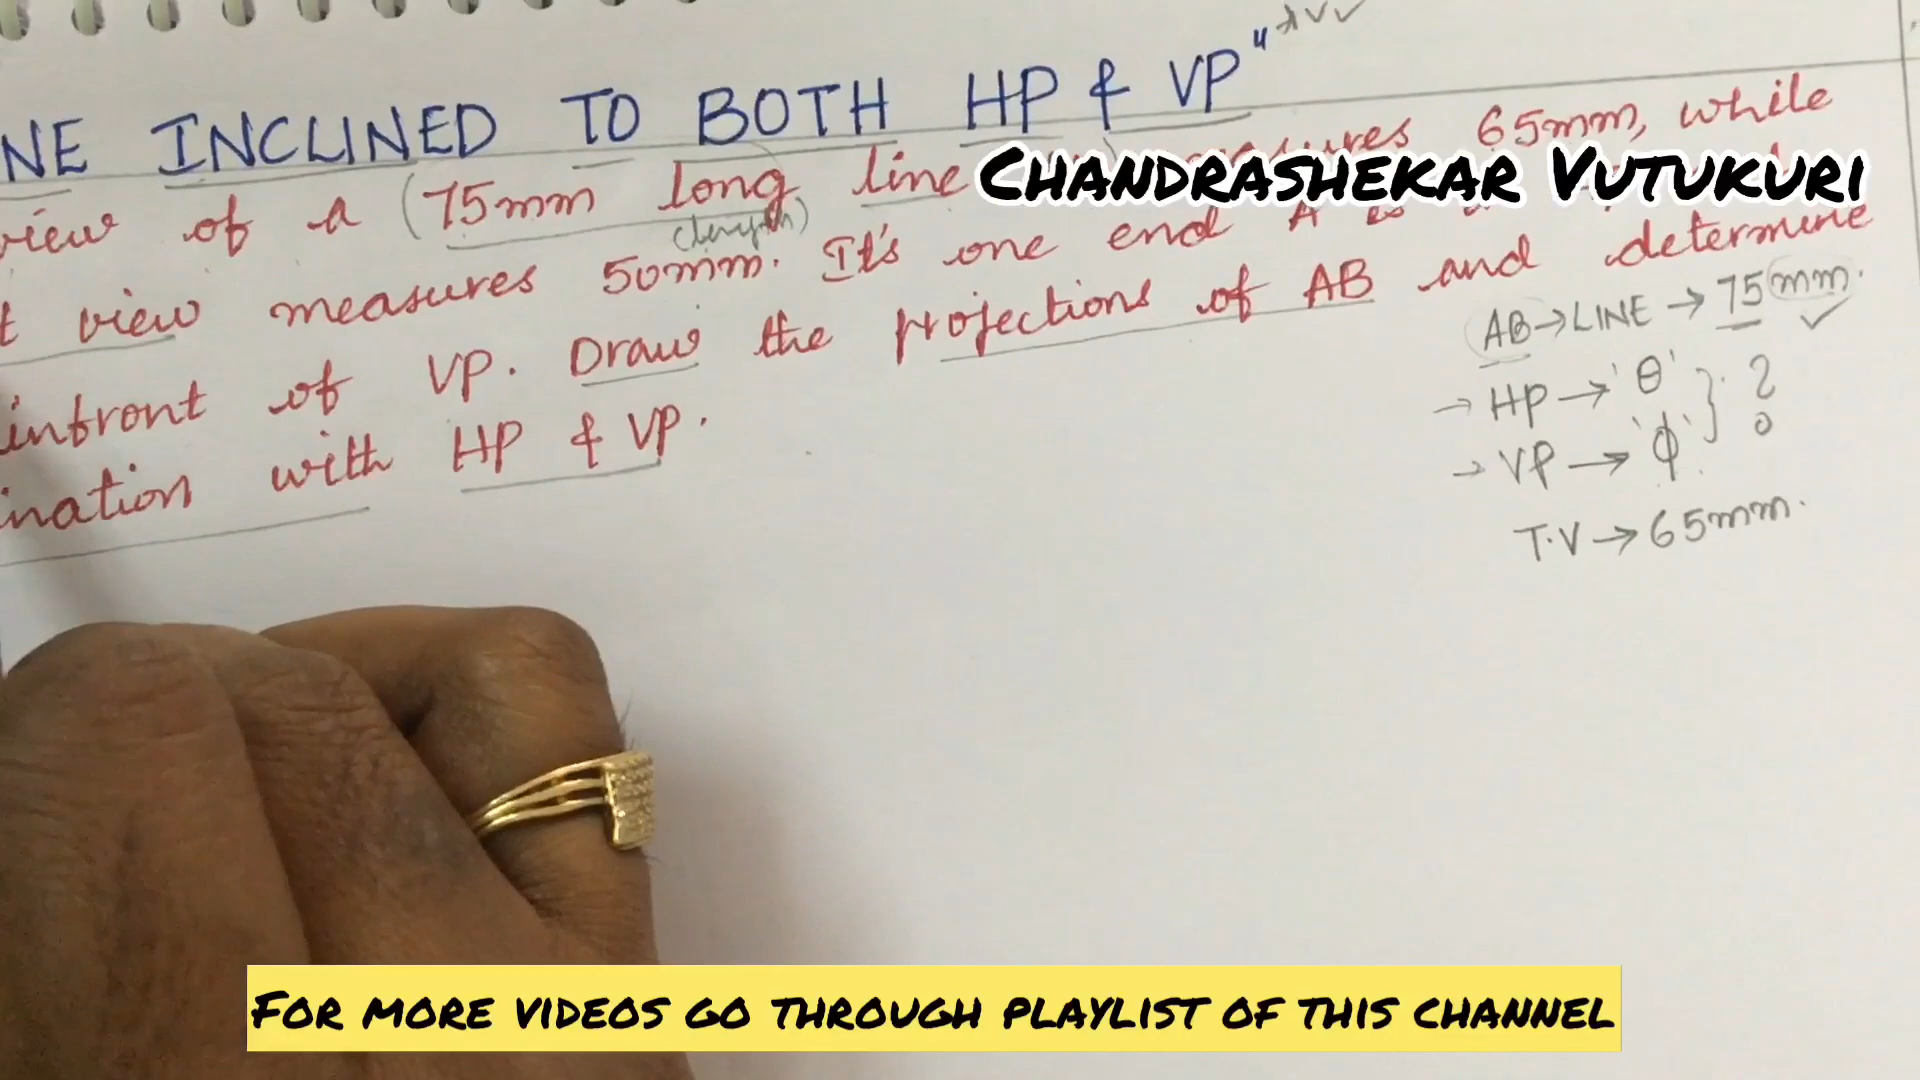 NE INCLINED TO BOTH HP & VP"
view of a (75mm long line 65mm, while
(length)
CHANDRASHEKAR VUTUKURI
t view measures 50mm. It's one end A is
infront of VP. Draw the projections of AB and determine
ination with HP & VP.
AB→LINE → 75mm.
→ HP → 'θ' } ?
→ VP → 'ϕ'
T.V → 65mm.
FOR MORE VIDEOS GO THROUGH PLAYLIST OF THIS CHANNEL